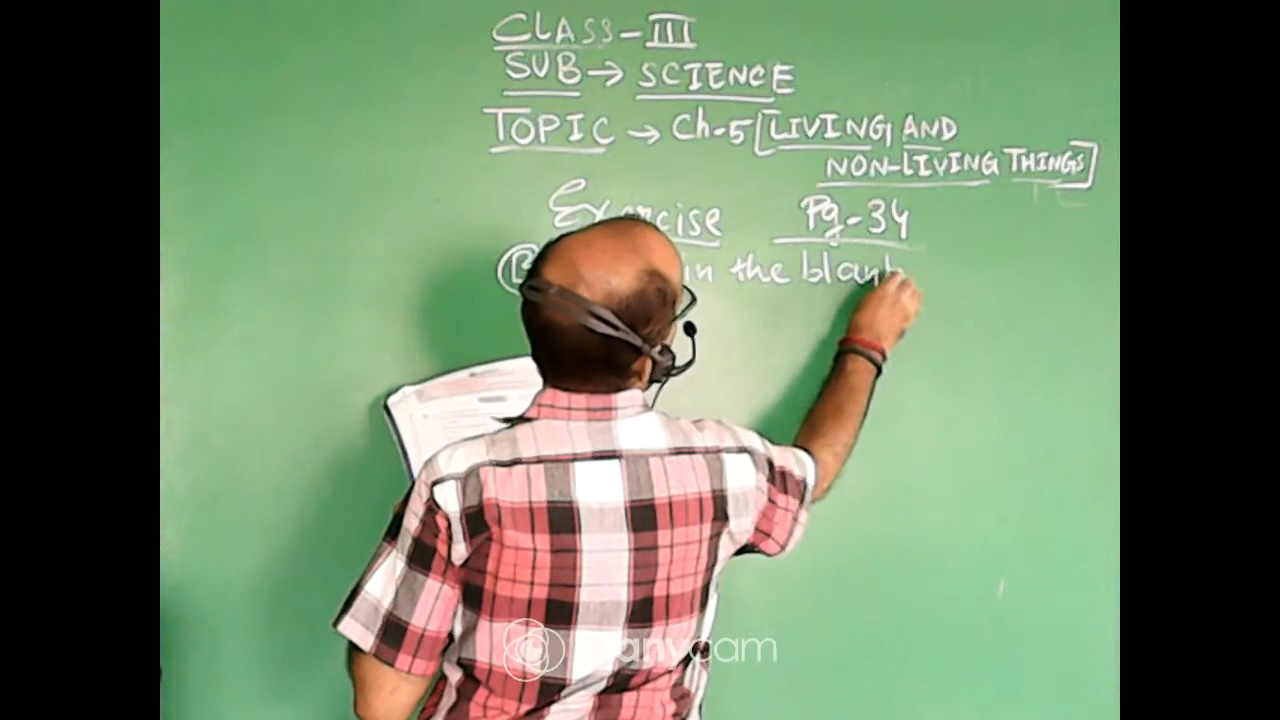 CLASS-III
SUB → SCIENCE
TOPIC → Ch-5 [LIVING AND
NON-LIVING THINGS]
Exercise Pg-34
in the blank